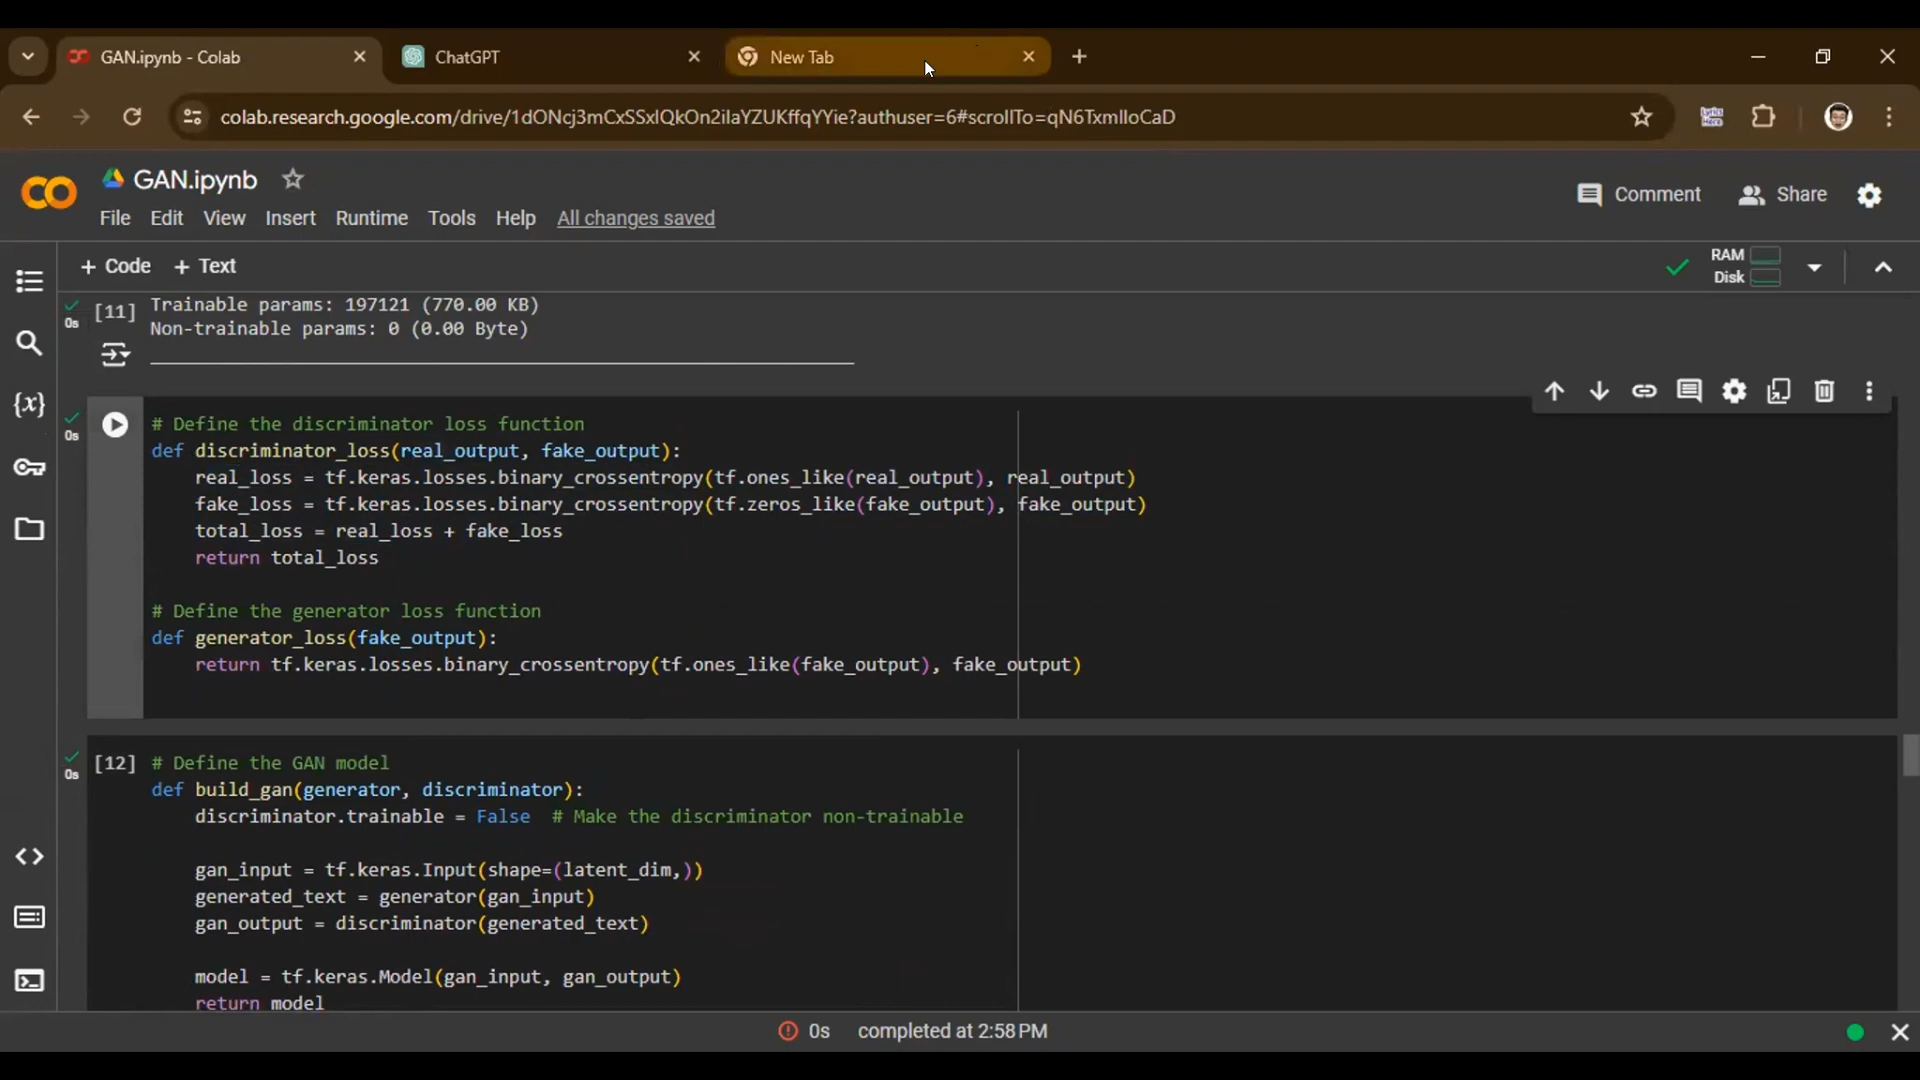 GAN.ipynb - Colab
ChatGPT
New Tab
colab.research.google.com/drive/1dONcj3mCxSSxlQkOn2ilaYZUKffqYYie?authuser=6#scrollTo=qN6TxmlloCaD
GAN.ipynb
File Edit View Insert Runtime Tools Help All changes saved
Comment
Share
+ Code + Text
RAM
Disk
[11] Trainable params: 197121 (770.00 KB)
0s
Non-trainable params: 0 (0.00 Byte)
{x}
0s
# Define the discriminator loss function
def discriminator_loss(real_output, fake_output):
    real_loss = tf.keras.losses.binary_crossentropy(tf.ones_like(real_output), real_output)
    fake_loss = tf.keras.losses.binary_crossentropy(tf.zeros_like(fake_output), fake_output)
    total_loss = real_loss + fake_loss
    return total_loss
# Define the generator loss function
def generator_loss(fake_output):
    return tf.keras.losses.binary_crossentropy(tf.ones_like(fake_output), fake_output)
[12] # Define the GAN model
0s
def build_gan(generator, discriminator):
    discriminator.trainable = False  # Make the discriminator non-trainable
    gan_input = tf.keras.Input(shape=(latent_dim,))
    generated_text = generator(gan_input)
    gan_output = discriminator(generated_text)
    model = tf.keras.Model(gan_input, gan_output)
    return model
0s completed at 2:58 PM